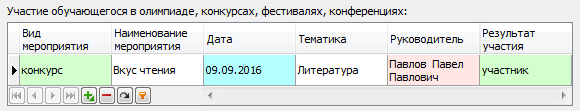 Участие обучающегося в олимпиаде, конкурсах, фестивалях, конференциях:
Вид мероприятия Наименование мероприятия Дата Тематика Руководитель Результат участия
конкурс Вкус чтения 09.09.2016 Литература Павлов Павел Павлович участник